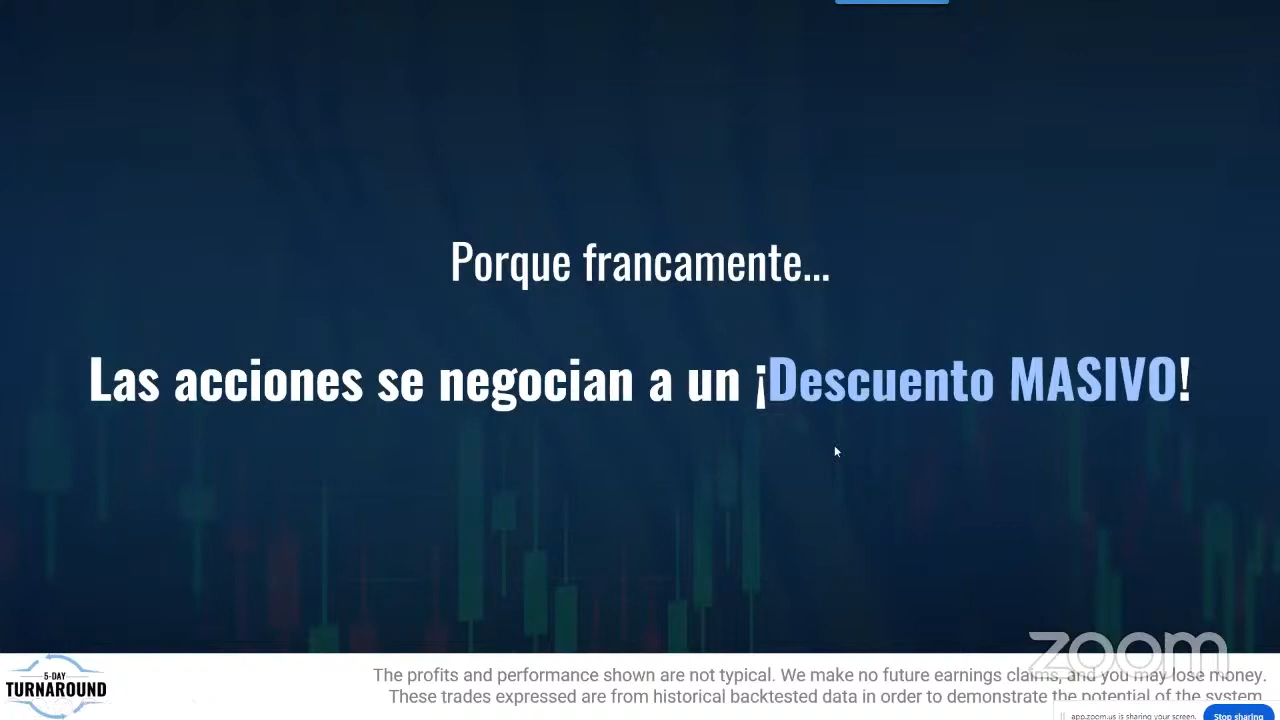 Porque francamente...
Las acciones se negocian a un ¡Descuento MASIVO!
zoom
5-DAY
TURNAROUND
The profits and performance shown are not typical. We make no future earnings claims, and you may lose money.
These trades expressed are from historical backtested data in order to demonstrate the potential of the system
app.zoom.us is sharing your screen.
Stop sharing